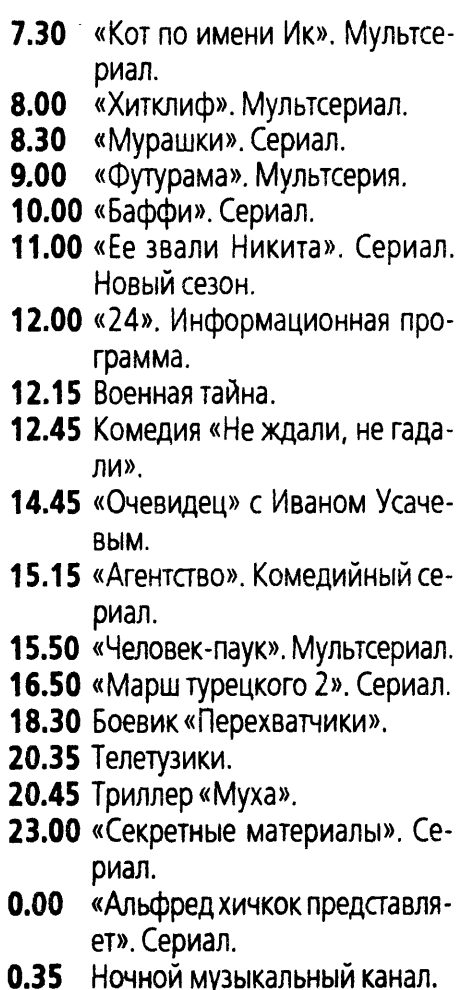 7.30 «Кот по имени Ик». Мультсе-
риал.
8.00 «Хитклиф». Мультсериал.
8.30 «Мурашки». Сериал.
9.00 «Футурама». Мультсерия.
10.00 «Баффи». Сериал.
11.00 «Ее звали Никита». Сериал.
Новый сезон.
12.00 «24». Информационная про-
грамма.
12.15 Военная тайна.
12.45 Комедия «Не ждали, не гада-
ли».
14.45 «Очевидец» с Иваном Усаче-
вым.
15.15 «Агентство». Комедийный се-
риал.
15.50 «Человек-паук». Мультсериал.
16.50 «Марш турецкого 2». Сериал.
18.30 Боевик «Перехватчики».
20.35 Телетузики.
20.45 Триллер «Муха».
23.00 «Секретные материалы». Се-
риал.
0.00 «Альфред хичкок представля-
ет». Сериал.
0.35 Ночной музыкальный канал.